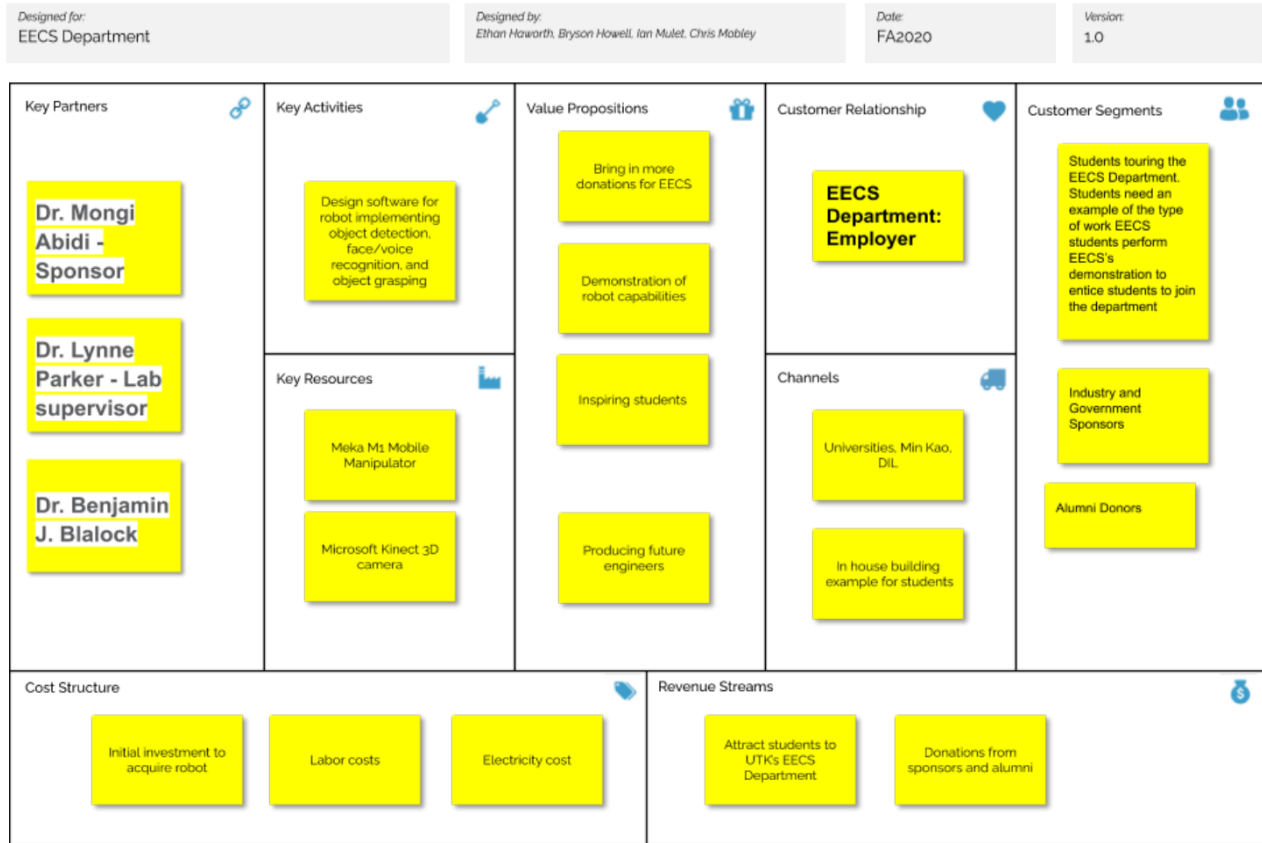 Designed for:
EECS Department
Designed by:
Ethan Haworth, Bryson Howell, Ian Mulet, Chris Mobley
Date:
FA2020
Version:
1.0
Key Partners
Dr. Mongi
Abidi -
Sponsor
Dr. Lynne
Parker - Lab
supervisor
Dr. Benjamin
J. Blalock
Key Activities
Design software for
robot implementing
object detection,
face/voice
recognition, and
object grasping
Key Resources
Meka M1 Mobile
Manipulator
Microsoft Kinect 3D
camera
Value Propositions
Bring in more
donations for EECS
Demonstration of
robot capabilities
Inspiring students
Producing future
engineers
Customer Relationship
EECS
Department:
Employer
Channels
Universities, Min Kao,
DIL
In house building
example for students
Customer Segments
Students touring the
EECS Department.
Students need an
example of the type
of work EECS
students perform
EECS's
demonstration to
entice students to join
the department
Industry and
Government
Sponsors
Alumni Donors
Cost Structure
Initial investment to
acquire robot
Labor costs
Electricity cost
Revenue Streams
Attract students to
UTK's EECS
Department
Donations from
sponsors and alumni
$